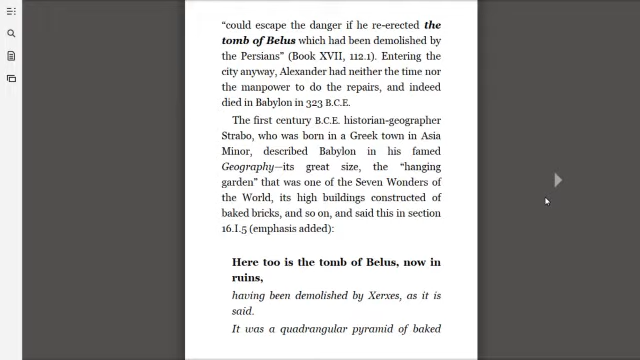 “could escape the danger if he re-erected the
tomb of Belus which had been demolished by
the Persians” (Book XVII, 112.1). Entering the
city anyway, Alexander had neither the time nor
the manpower to do the repairs, and indeed
died in Babylon in 323 B.C.E.
The first century B.C.E. historian-geographer
Strabo, who was born in a Greek town in Asia
Minor, described Babylon in his famed
Geography—its great size, the “hanging
garden” that was one of the Seven Wonders of
the World, its high buildings constructed of
baked bricks, and so on, and said this in section
16.I.5 (emphasis added):
Here too is the tomb of Belus, now in
ruins,
having been demolished by Xerxes, as it is
said.
It was a quadrangular pyramid of baked